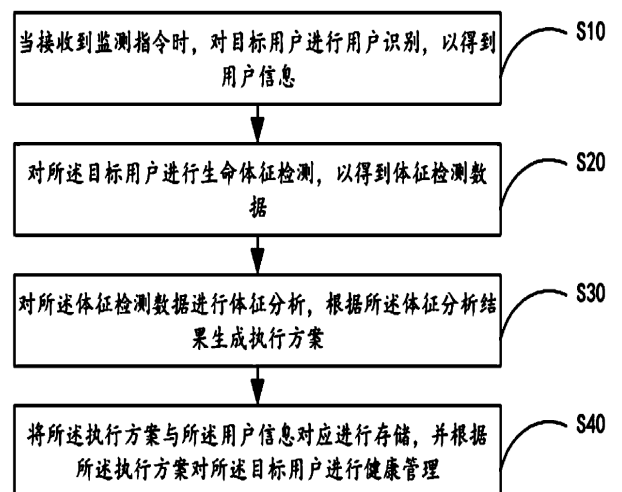 当接收到监测指令时，对目标用户进行用户识别，以得到
用户信息
S10
对所述目标用户进行生命体征检测，以得到体征检测数
据
S20
对所述体征检测数据进行体征分析，根据所述体征分析结
果生成执行方案
S30
将所述执行方案与所述用户信息对应进行存储，并根据
所述执行方案对所述目标用户进行健康管理
S40